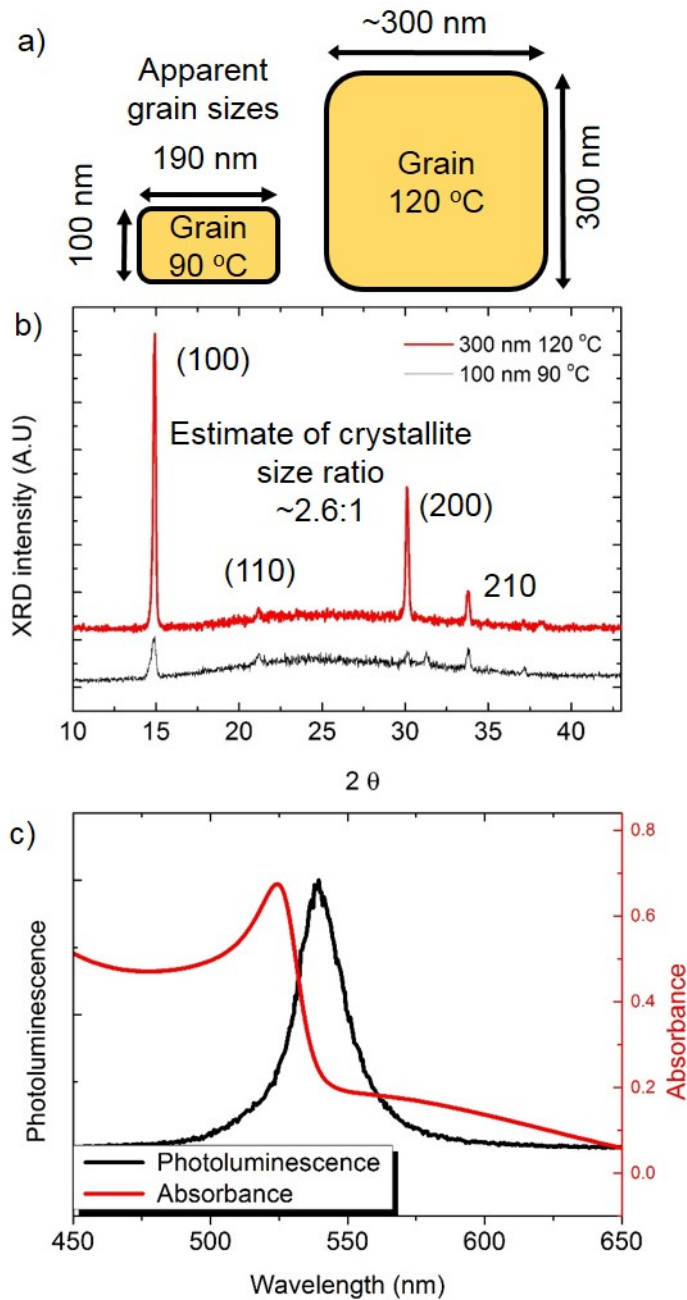 a)
Apparent
grain sizes
190 nm
100 nm
Grain
90 °C
~300 nm
Grain
120 °C
300 nm
b)
(100)
300 nm 120 °C
100 nm 90 °C
Estimate of crystallite
size ratio
~2.6:1
(200)
(110)
210
XRD intensity (A.U)
10 15 20 25 30 35 40
2 θ
c)
0.8
0.6
0.4
0.2
0.0
Photoluminescence
Absorbance
Photoluminescence
Absorbance
450 500 550 600 650
Wavelength (nm)